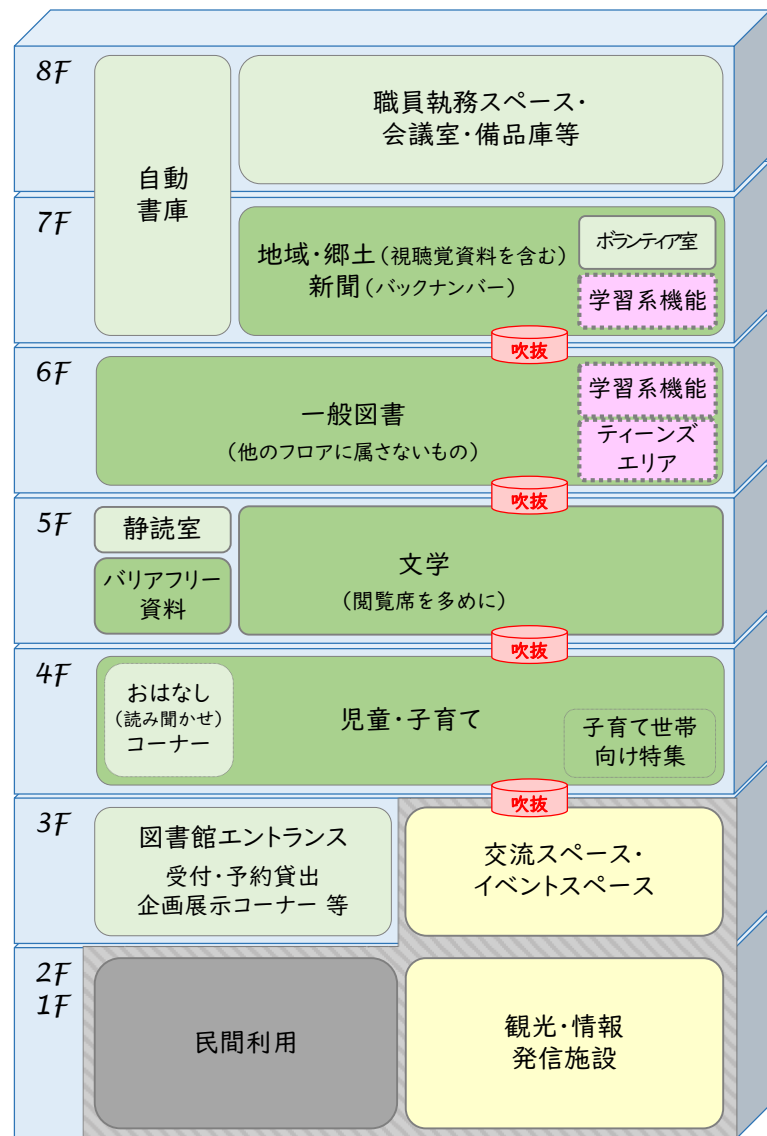 8F
自動
書庫
職員執務スペース・
会議室・備品庫等
7F
地域・郷土(視聴覚資料を含む)
新聞(バックナンバー)
ボランティア室
学習系機能
吹抜
6F
一般図書
(他のフロアに属さないもの)
学習系機能
ティーンズ
エリア
吹抜
5F
静読室
バリアフリー
資料
文学
(閲覧席を多めに)
吹抜
4F
おはなし
(読み聞かせ)
コーナー
児童・子育て
子育て世帯
向け特集
吹抜
3F
図書館エントランス
受付・予約貸出
企画展示コーナー 等
交流スペース・
イベントスペース
2F
1F
民間利用
観光・情報
発信施設